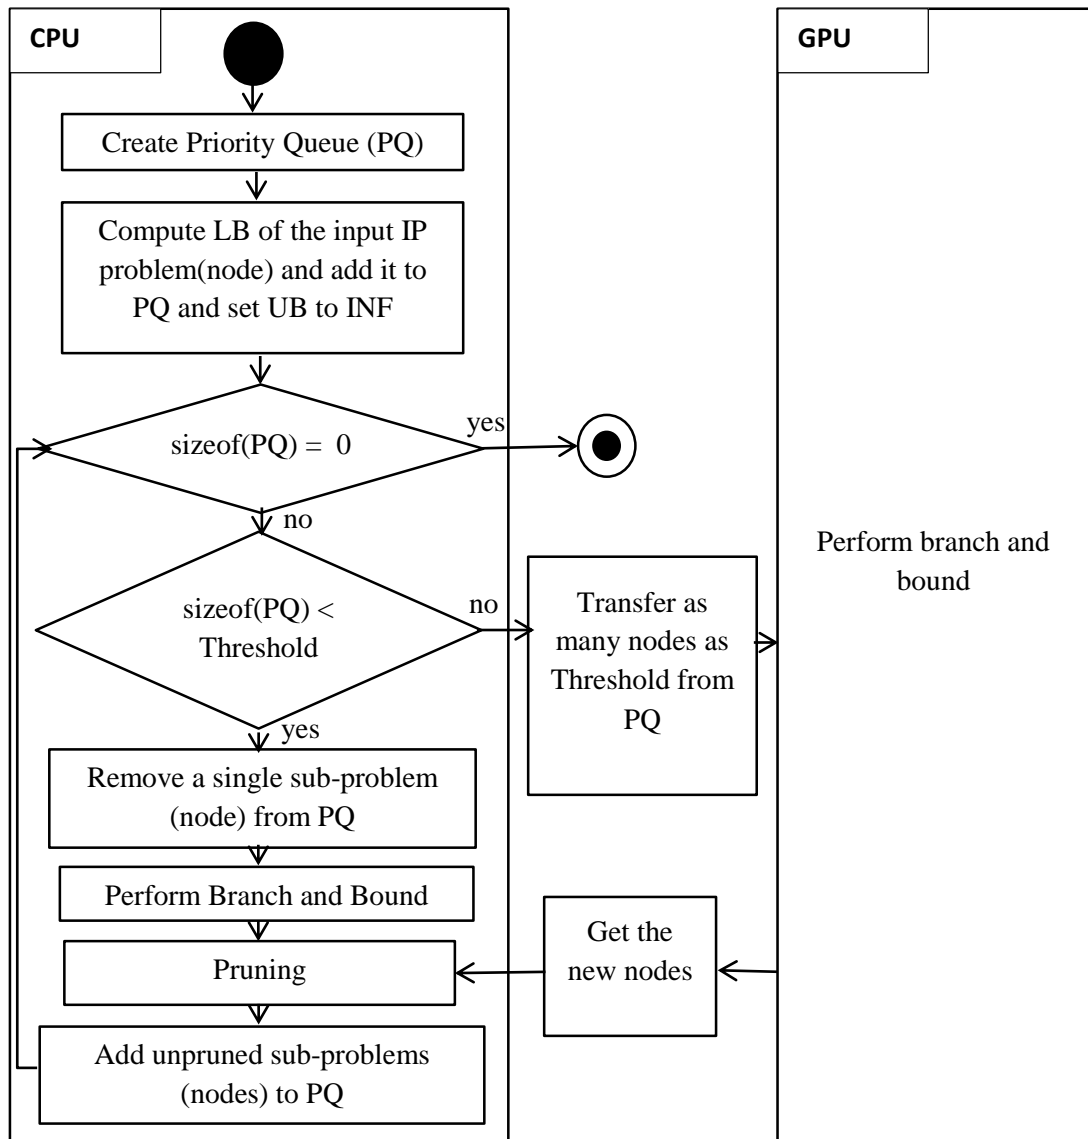 CPU
GPU
Create Priority Queue (PQ)
Compute LB of the input IP
problem(node) and add it to
PQ and set UB to INF
sizeof(PQ) = 0
yes
no
sizeof(PQ) <
Threshold
no
yes
Transfer as
many nodes as
Threshold from
PQ
Perform branch and
bound
Remove a single sub-problem
(node) from PQ
Perform Branch and Bound
Pruning
Get the
new nodes
Add unpruned sub-problems
(nodes) to PQ